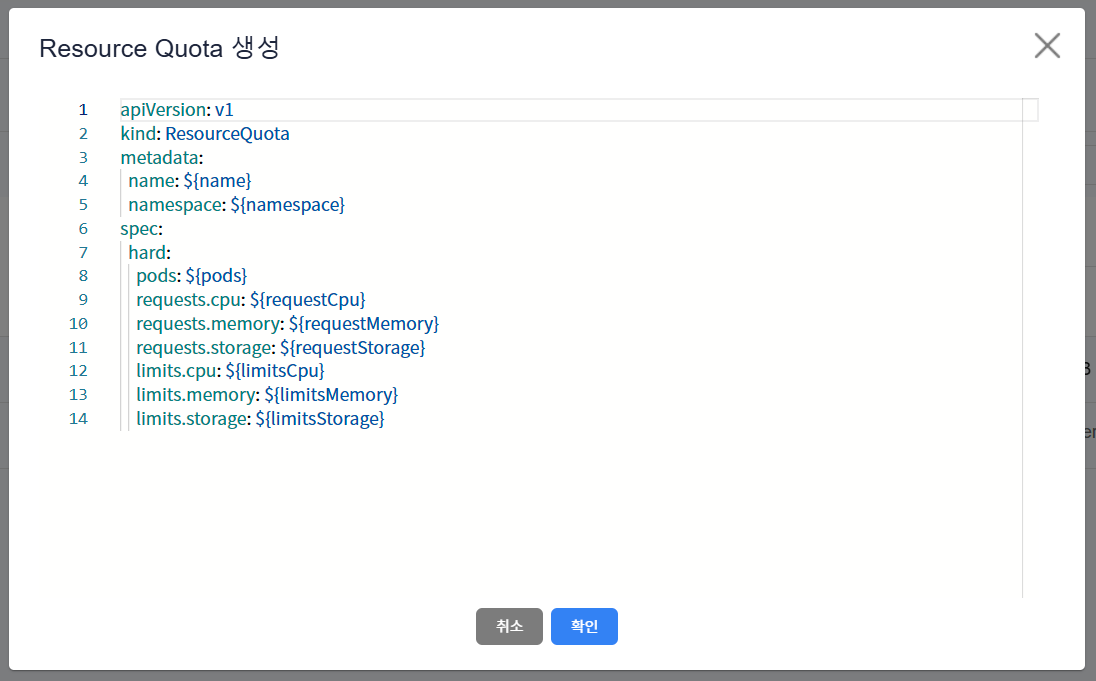 Resource Quota 생성
1 apiVersion: v1
2 kind: ResourceQuota
3 metadata:
4 name: ${name}
5 namespace: ${namespace}
6 spec:
7 hard:
8 pods: ${pods}
9 requests.cpu: ${requestCpu}
10 requests.memory: ${requestMemory}
11 requests.storage: ${requestStorage}
12 limits.cpu: ${limitsCpu}
13 limits.memory: ${limitsMemory}
14 limits.storage: ${limitsStorage}
취소 확인